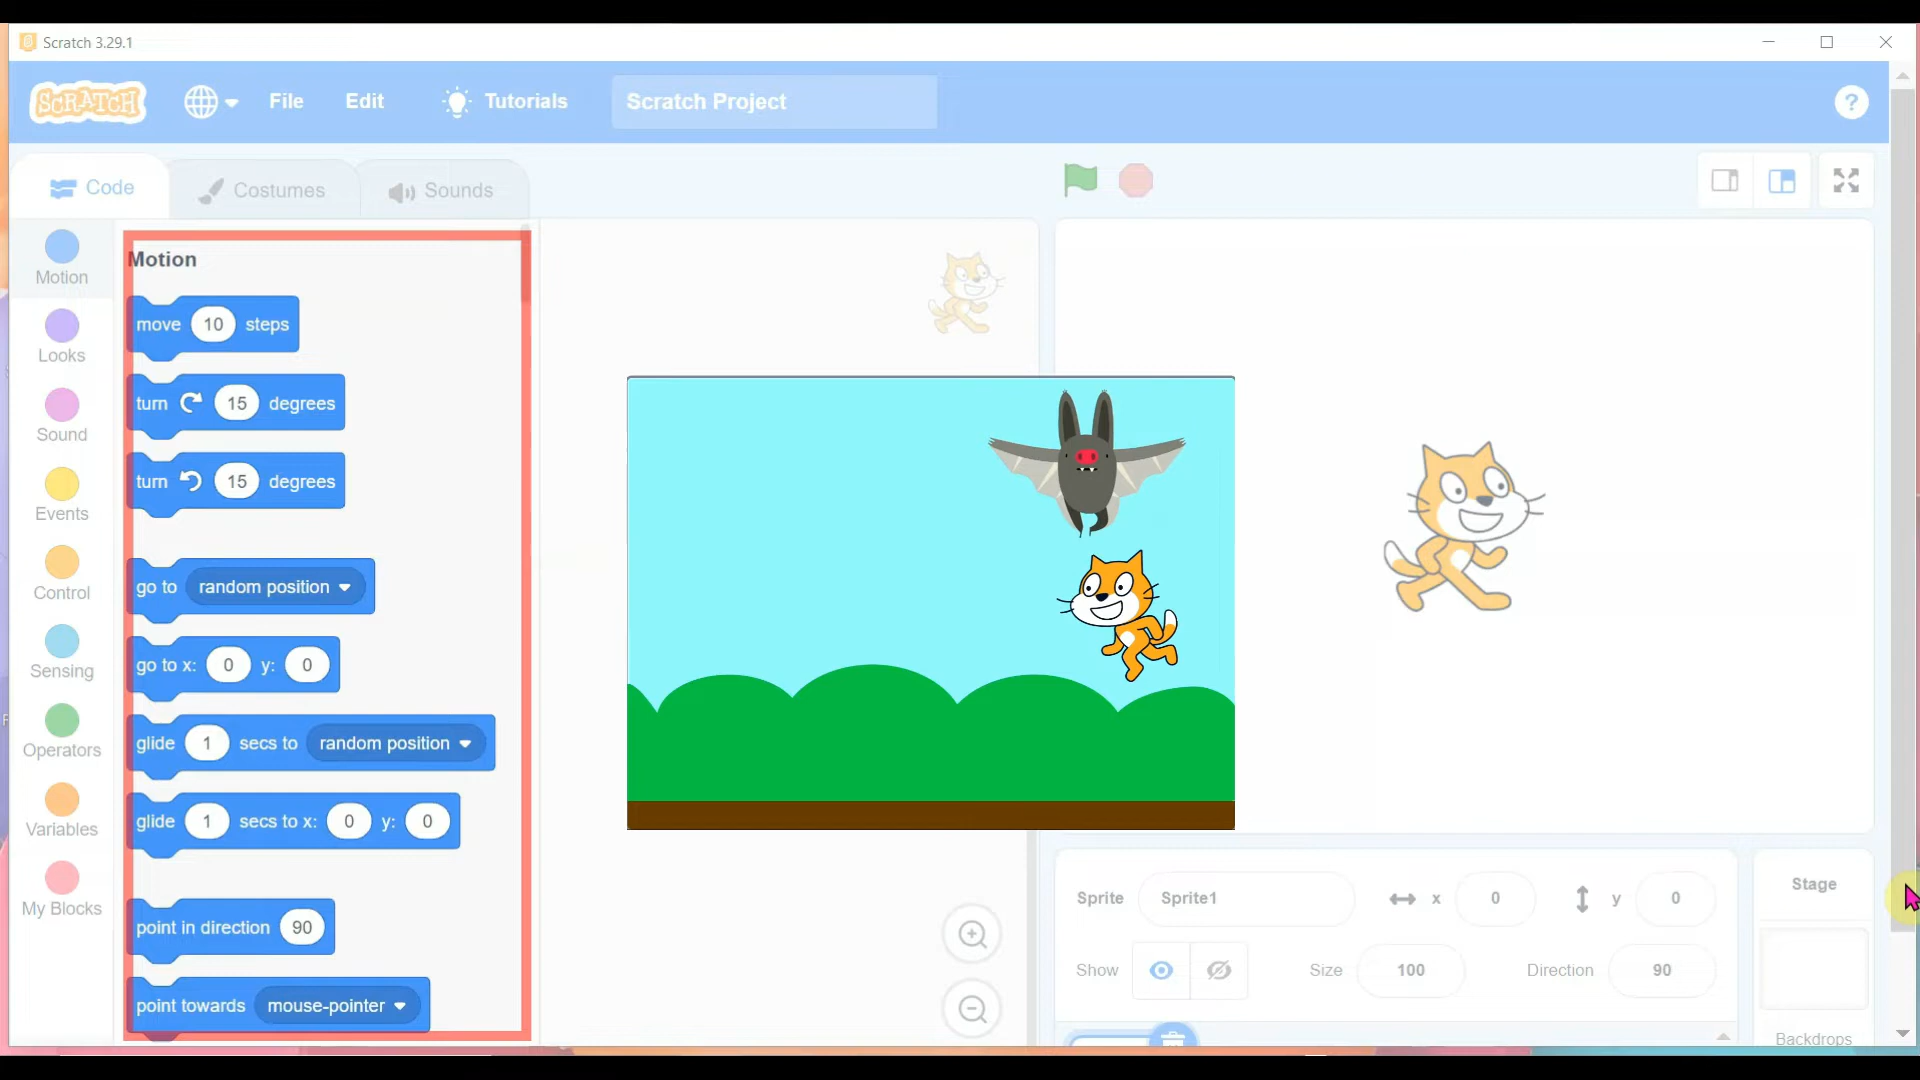 Scratch 3.29.1
SCRATCH File Edit Tutorials Scratch Project ?
Code Costumes Sounds
Motion
Looks
Sound
Events
Control
Sensing
Operators
Variables
My Blocks
Motion
move 10 steps
turn 15 degrees
turn 15 degrees
go to random position
go to x: 0 y: 0
glide 1 secs to random position
glide 1 secs to x: 0 y: 0
point in direction 90
point towards mouse-pointer
Sprite Sprite1 x 0 y 0
Show Size 100 Direction 90
Stage
Backdrops